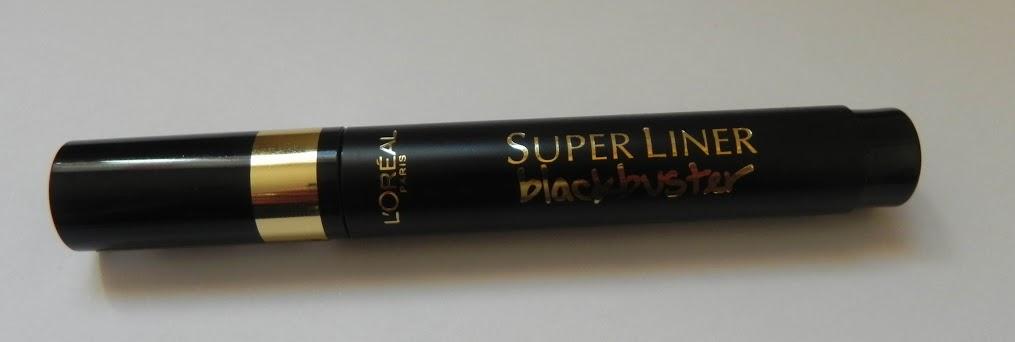 L'ORÉAL
PARIS
SUPER LINER
blackbuster